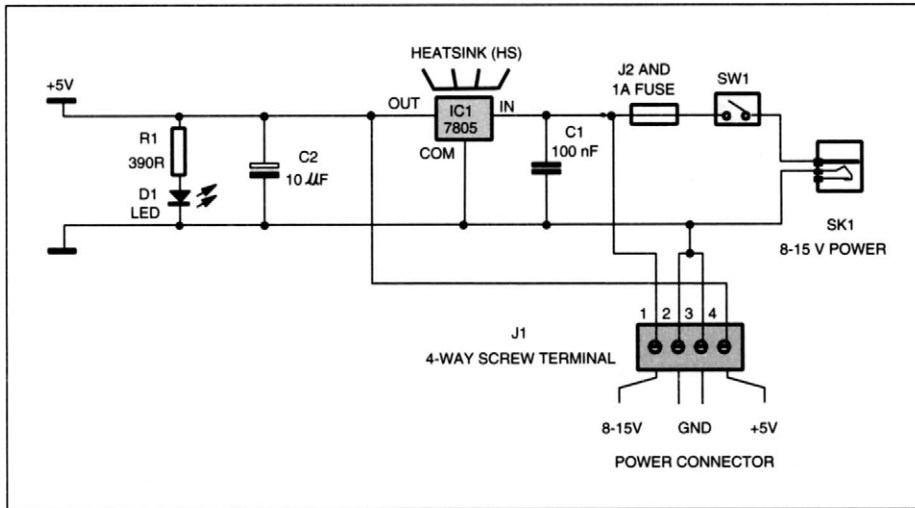 HEATSINK (HS)
J2 AND
1A FUSE
SW1
+5V
OUT
IC1
7805
IN
R1
390R
C2
10 µF
COM
C1
100 nF
D1
LED
SK1
8-15 V POWER
1 2 3 4
J1
4-WAY SCREW TERMINAL
8-15V GND +5V
POWER CONNECTOR